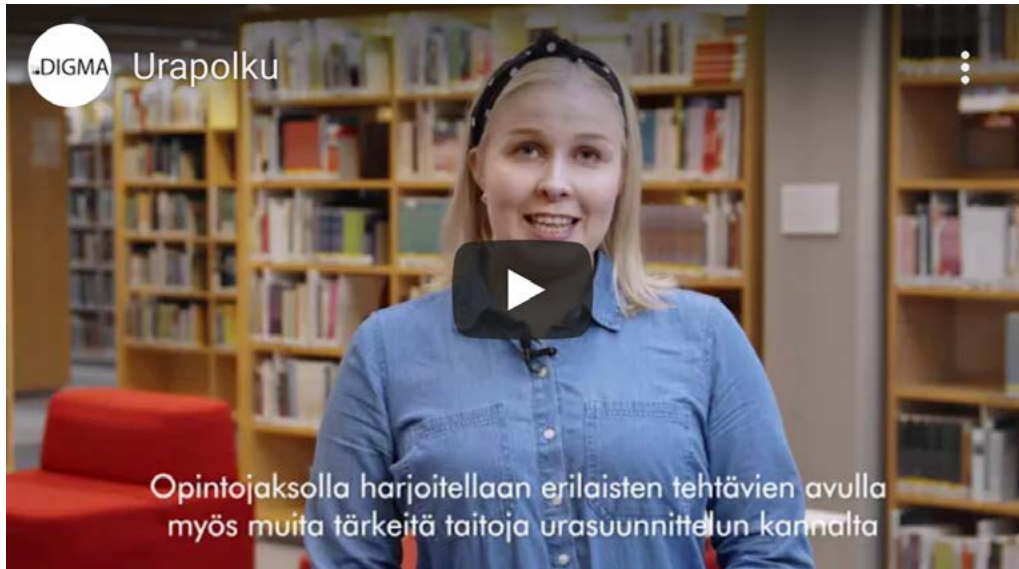 .DIGMA
Urapolku
Opintojaksolla harjoitellaan erilaisten tehtävien avulla
myös muita tärkeitä taitoja urasuunnittelun kannalta